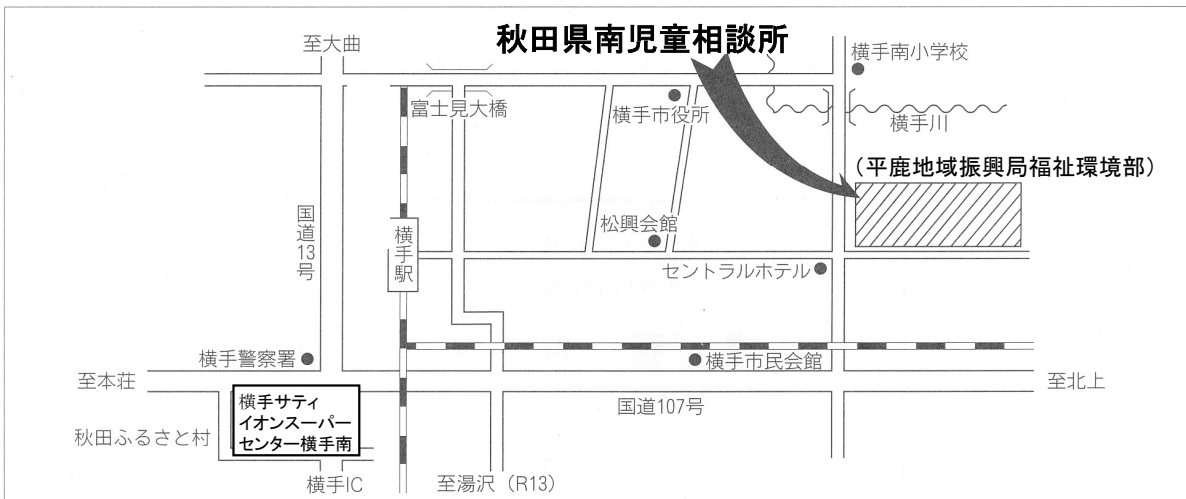 秋田県南児童相談所
至大曲
横手南小学校
富士見大橋
横手市役所
横手川
(平鹿地域振興局福祉環境部)
国道13号
横手駅
松興会館
セントラルホテル
横手警察署
横手市民会館
至本荘
至北上
横手サティ
イオンスーパー
センター横手南
国道107号
秋田ふるさと村
横手IC
至湯沢(R13)